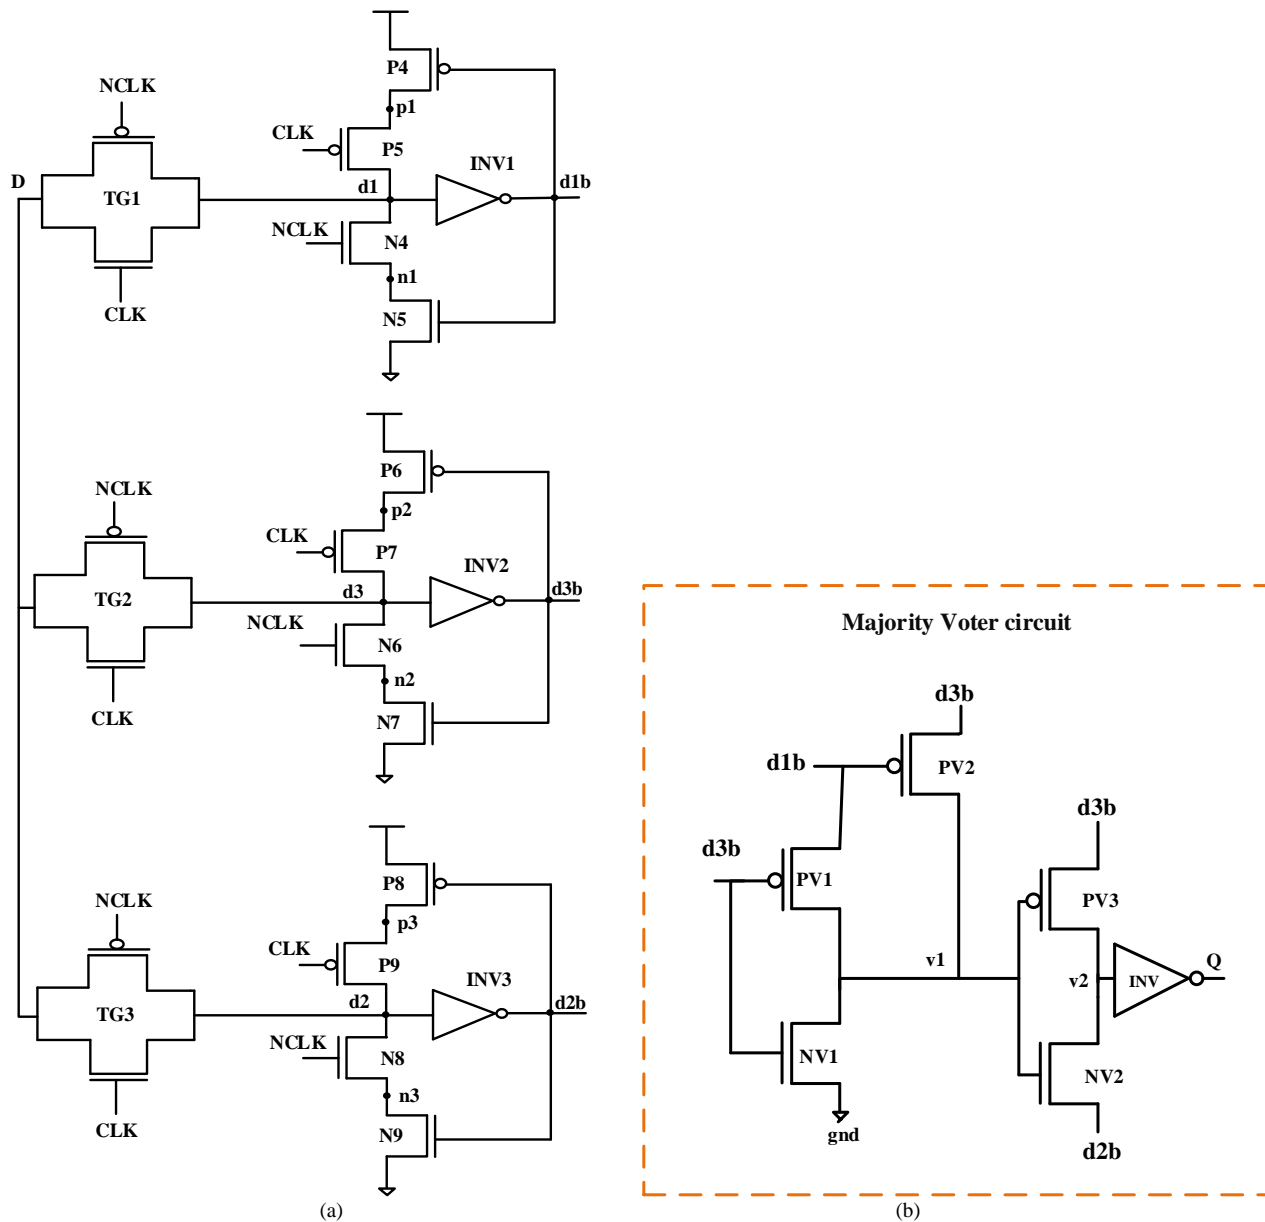 P4
NCLK
p1
CLK
P5
INV1
D
TG1
d1
d1b
NCLK
N4
n1
CLK
N5
P6
NCLK
p2
CLK
P7
INV2
TG2
d3
d3b
NCLK
N6
n2
CLK
N7
P8
NCLK
p3
CLK
P9
INV3
TG3
d2
d2b
NCLK
N8
n3
CLK
N9
(a)
Majority Voter circuit
d3b
d1b
PV2
d3b
d3b
PV1
PV3
v1
v2
INV
Q
NV1
NV2
gnd
d2b
(b)